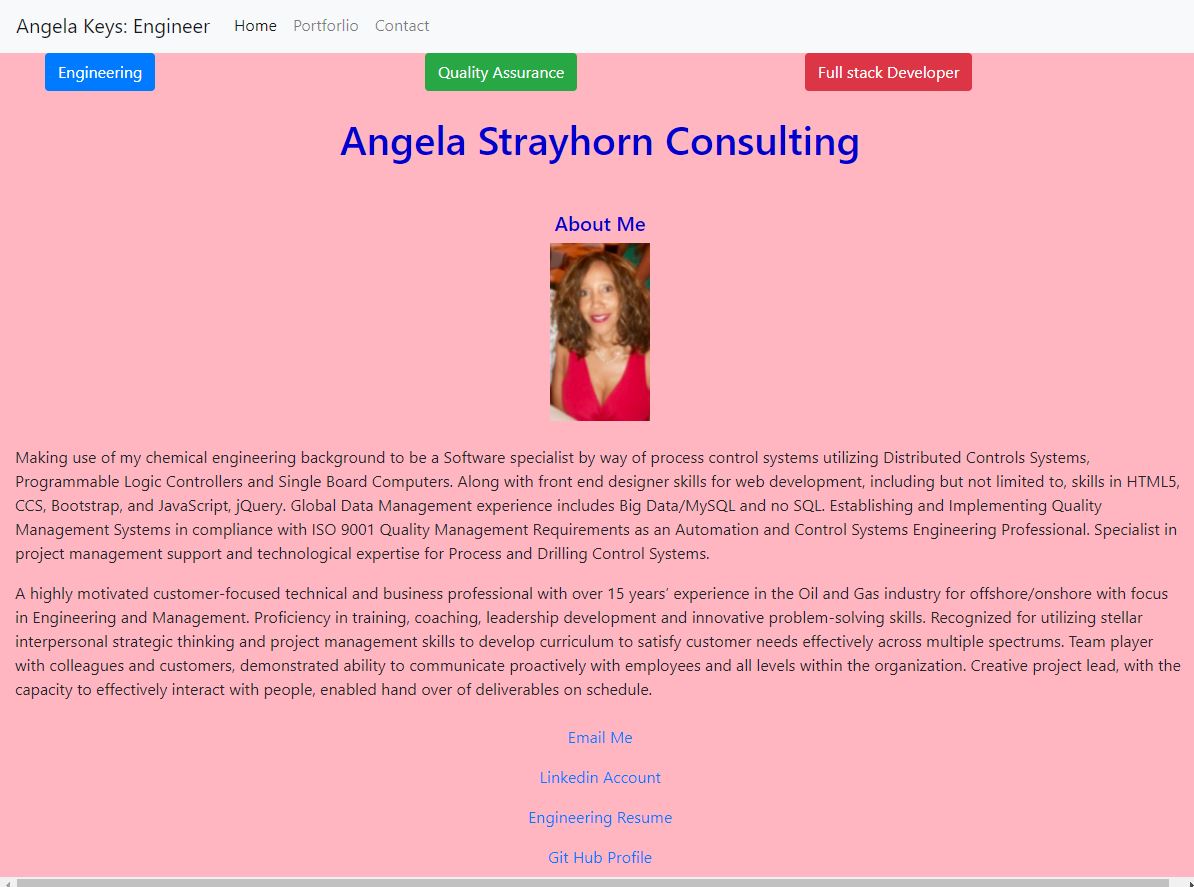 Angela Keys: Engineer Home Portforlio Contact
Engineering Quality Assurance Full stack Developer
Angela Strayhorn Consulting
About Me
Making use of my chemical engineering background to be a Software specialist by way of process control systems utilizing Distributed Controls Systems,
Programmable Logic Controllers and Single Board Computers. Along with front end designer skills for web development, including but not limited to, skills in HTML5,
CCS, Bootstrap, and JavaScript, jQuery. Global Data Management experience includes Big Data/MySQL and no SQL. Establishing and Implementing Quality
Management Systems in compliance with ISO 9001 Quality Management Requirements as an Automation and Control Systems Engineering Professional. Specialist in
project management support and technological expertise for Process and Drilling Control Systems.
A highly motivated customer-focused technical and business professional with over 15 years’ experience in the Oil and Gas industry for offshore/onshore with focus
in Engineering and Management. Proficiency in training, coaching, leadership development and innovative problem-solving skills. Recognized for utilizing stellar
interpersonal strategic thinking and project management skills to develop curriculum to satisfy customer needs effectively across multiple spectrums. Team player
with colleagues and customers, demonstrated ability to communicate proactively with employees and all levels within the organization. Creative project lead, with the
capacity to effectively interact with people, enabled hand over of deliverables on schedule.
Email Me
Linkedin Account
Engineering Resume
Git Hub Profile